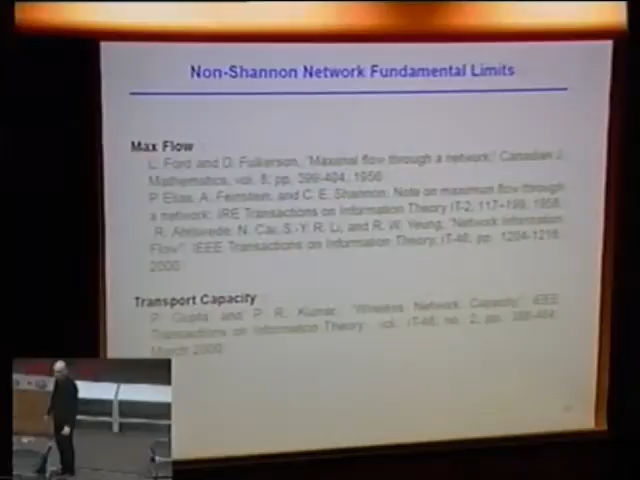 Non-Shannon Network Fundamental Limits
Max Flow
L. Ford and D. Fulkerson, "Maximal flow through a network," Canadian J.
Mathematics, vol. 8, pp. 399-404, 1956
P. Elias, A. Feinstein, and C. E. Shannon. Note on maximum flow through
a network. IRE Transactions on Information Theory IT-2, 117–199, 1956
R. Ahlswede, N. Cai, S.-Y. R. Li, and R. W. Yeung, "Network Information
Flow", IEEE Transactions on Information Theory, IT-46, pp. 1204-1216,
2000
Transport Capacity
P. Gupta and P. R. Kumar. "Wireless Network Capacity". IEEE
Transactions on Information Theory. vol. IT-46, no. 2, pp.
March 2000